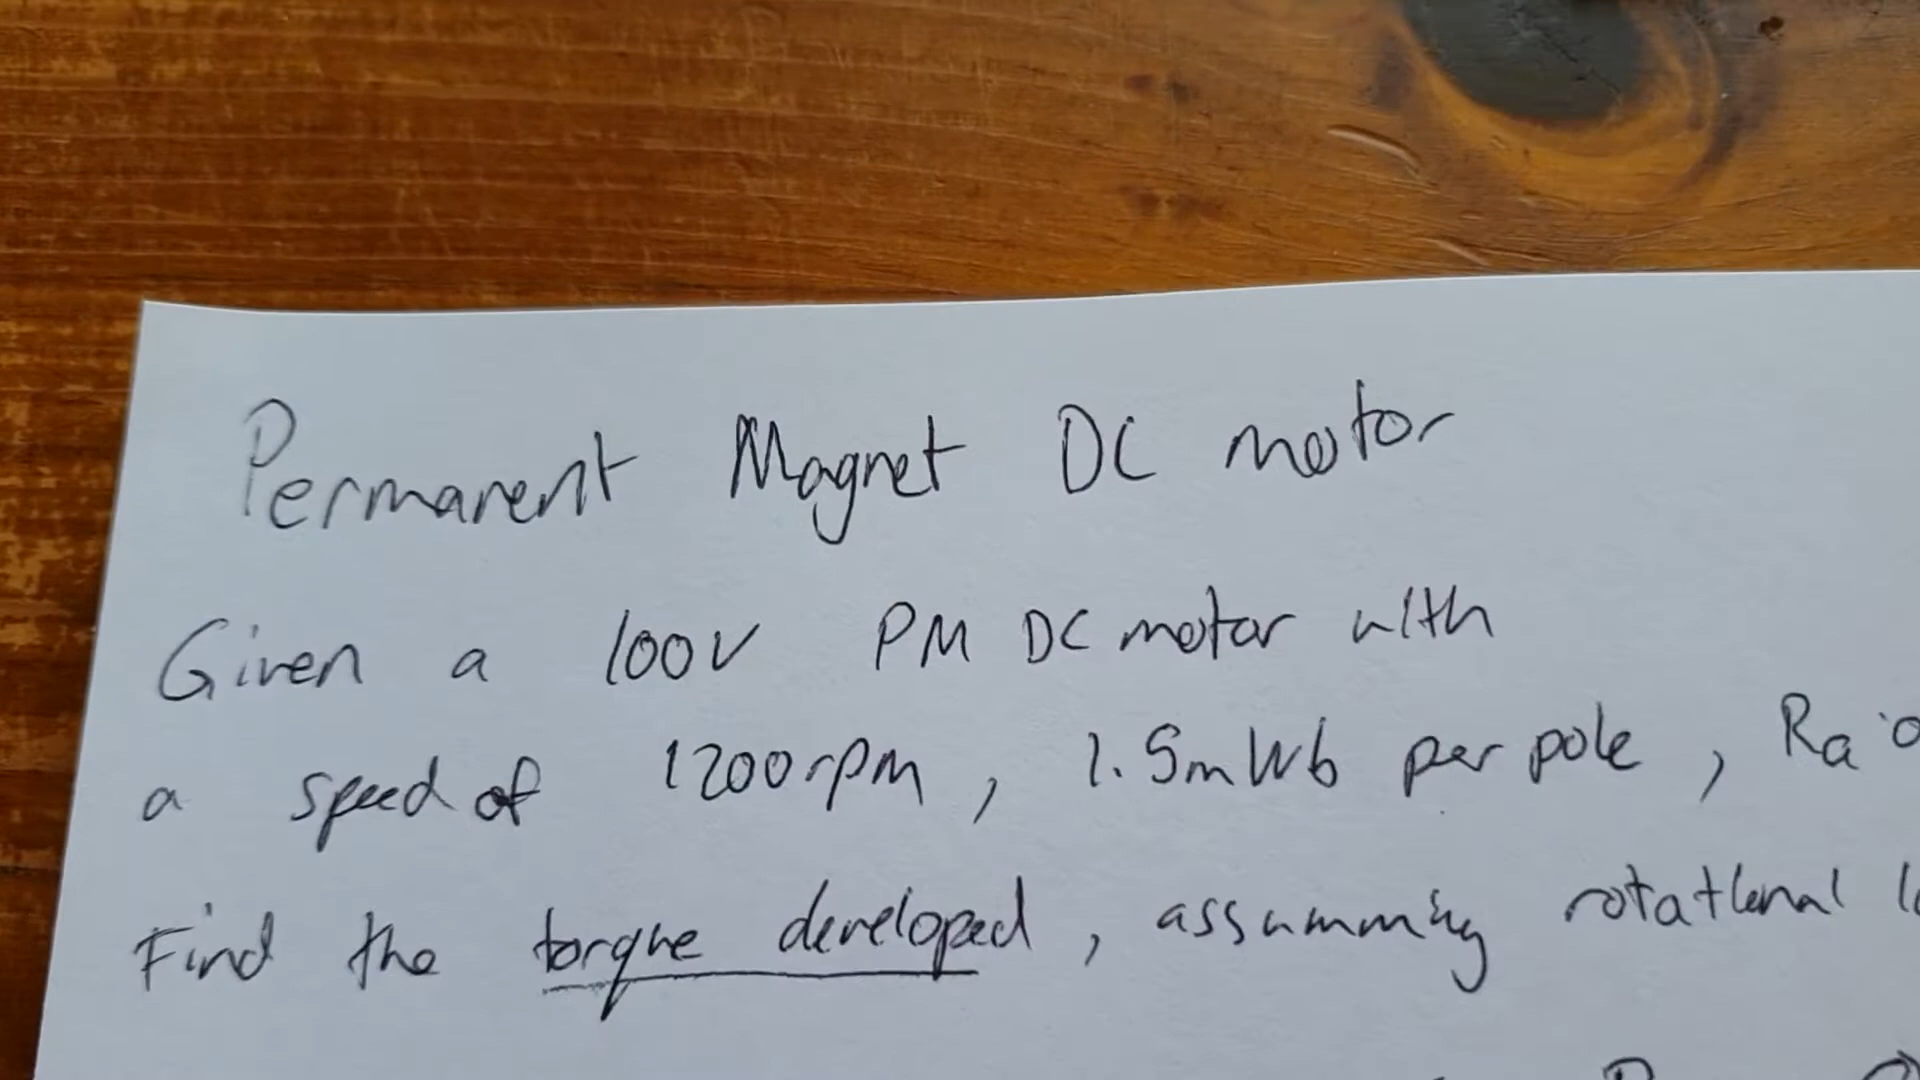 Permanent Magnet DC motor
Given a 100V PM DC motor with
a speed of 1200rpm, 1.5mWb per pole, Ra
Find the torque developed, assumming rotational